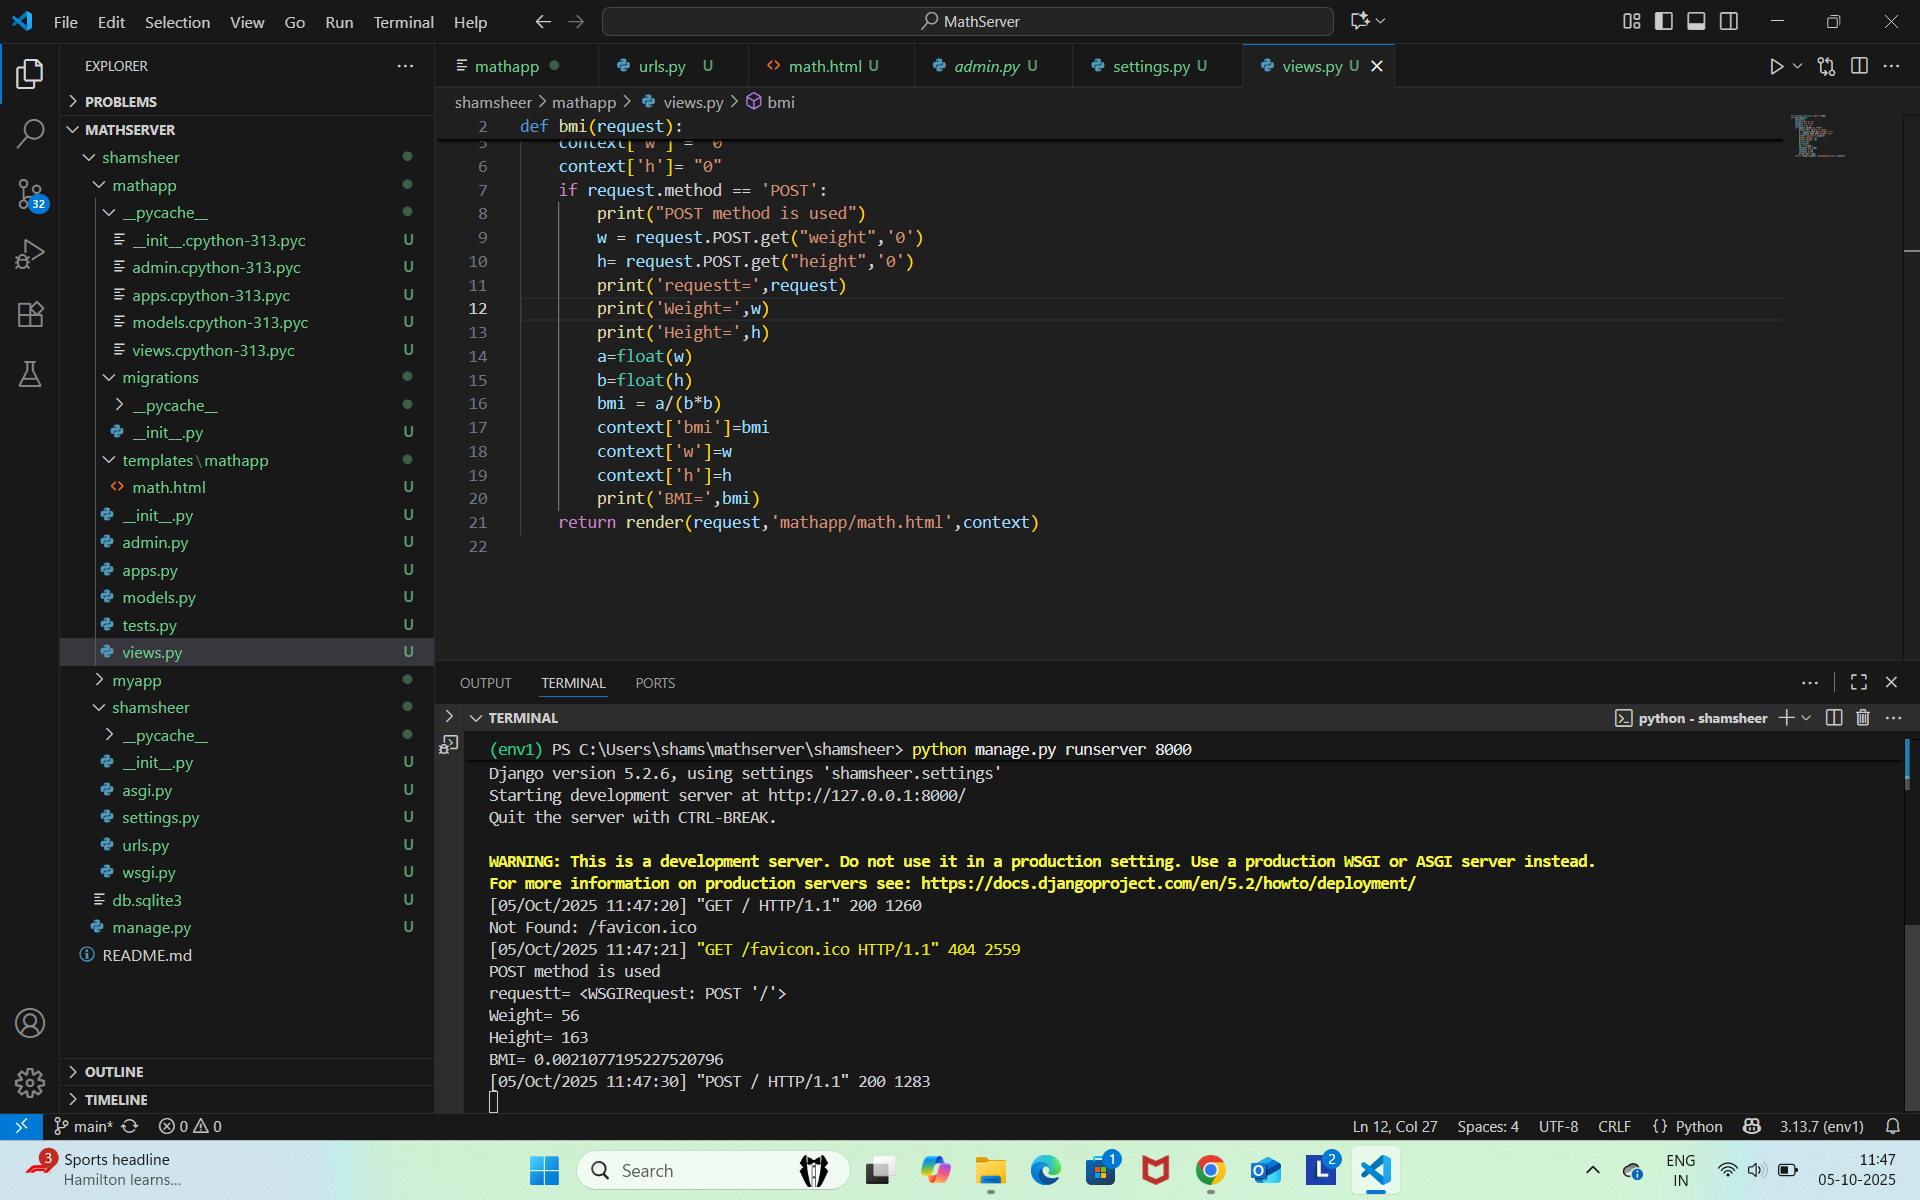 File Edit Selection View Go Run Terminal Help
MathServer
EXPLORER
PROBLEMS
MATHSERVER
shamsheer
mathapp
__pycache__
__init__.cpython-313.pyc U
admin.cpython-313.pyc U
apps.cpython-313.pyc U
models.cpython-313.pyc U
views.cpython-313.pyc U
migrations
__pycache__
__init__.py U
templates\mathapp
math.html U
__init__.py U
admin.py U
apps.py U
models.py U
tests.py U
views.py U
myapp
shamsheer
__pycache__
__init__.py U
asgi.py U
settings.py U
urls.py U
wsgi.py U
db.sqlite3 U
manage.py U
README.md
OUTLINE
TIMELINE
32
mathapp
urls.py U
math.html U
admin.py U
settings.py U
views.py U
shamsheer > mathapp > views.py > bmi
2 def bmi(request):
5 context['w'] = "0"
6 context['h']= "0"
7 if request.method == 'POST':
8 print("POST method is used")
9 w = request.POST.get("weight",'0')
10 h= request.POST.get("height",'0')
11 print('requestt=',request)
12 print('Weight=',w)
13 print('Height=',h)
14 a=float(w)
15 b=float(h)
16 bmi = a/(b*b)
17 context['bmi']=bmi
18 context['w']=w
19 context['h']=h
20 print('BMI=',bmi)
21 return render(request,'mathapp/math.html',context)
22
OUTPUT TERMINAL PORTS
TERMINAL
python - shamsheer
(env1) PS C:\Users\shams\mathserver\shamsheer> python manage.py runserver 8000
Django version 5.2.6, using settings 'shamsheer.settings'
Starting development server at http://127.0.0.1:8000/
Quit the server with CTRL-BREAK.
WARNING: This is a development server. Do not use it in a production setting. Use a production WSGI or ASGI server instead.
For more information on production servers see: https://docs.djangoproject.com/en/5.2/howto/deployment/
[05/Oct/2025 11:47:20] "GET / HTTP/1.1" 200 1260
Not Found: /favicon.ico
[05/Oct/2025 11:47:21] "GET /favicon.ico HTTP/1.1" 404 2559
POST method is used
requestt= <WSGIRequest: POST '/'>
Weight= 56
Height= 163
BMI= 0.0021077195227520796
[05/Oct/2025 11:47:30] "POST / HTTP/1.1" 200 1283
main* 0 0
Ln 12, Col 27 Spaces: 4 UTF-8 CRLF {} Python 3.13.7 (env1)
3
Sports headline
Hamilton learns...
Search
1
2
ENG
IN
11:47
05-10-2025